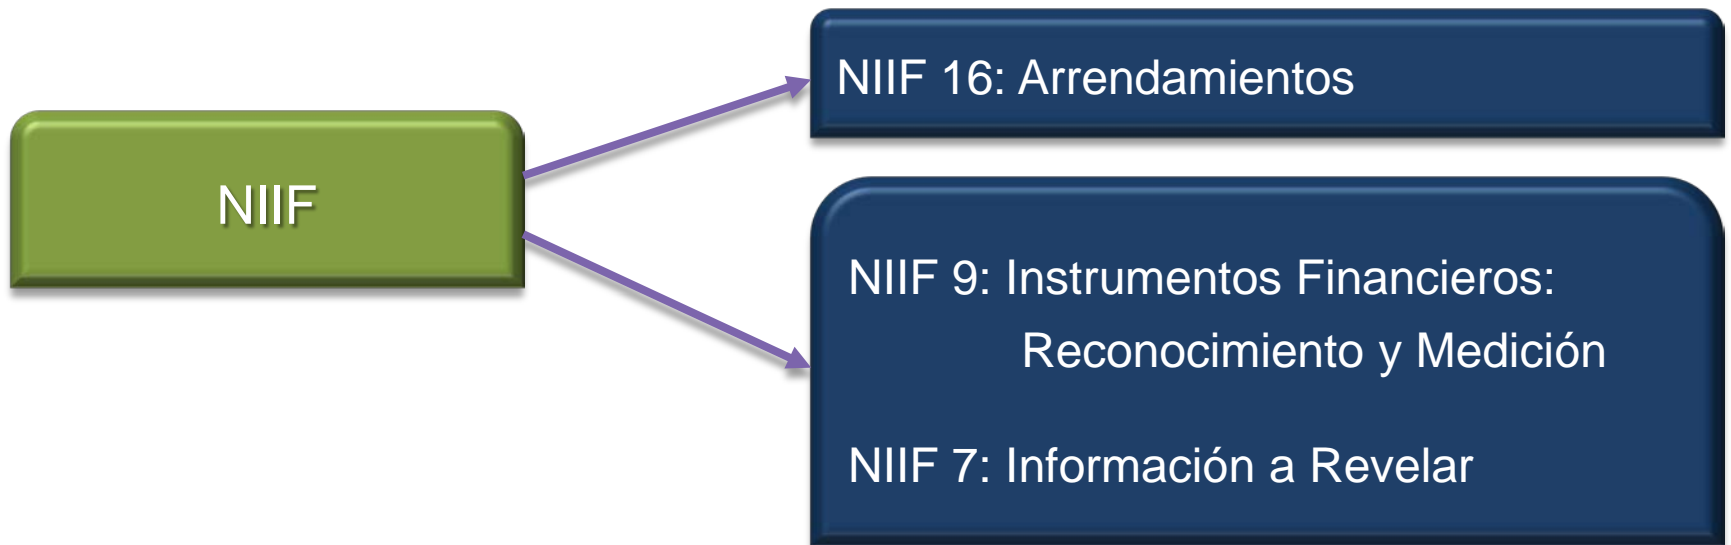 NIIF
NIIF 16: Arrendamientos
NIIF 9: Instrumentos Financieros:
Reconocimiento y Medición
NIIF 7: Información a Revelar